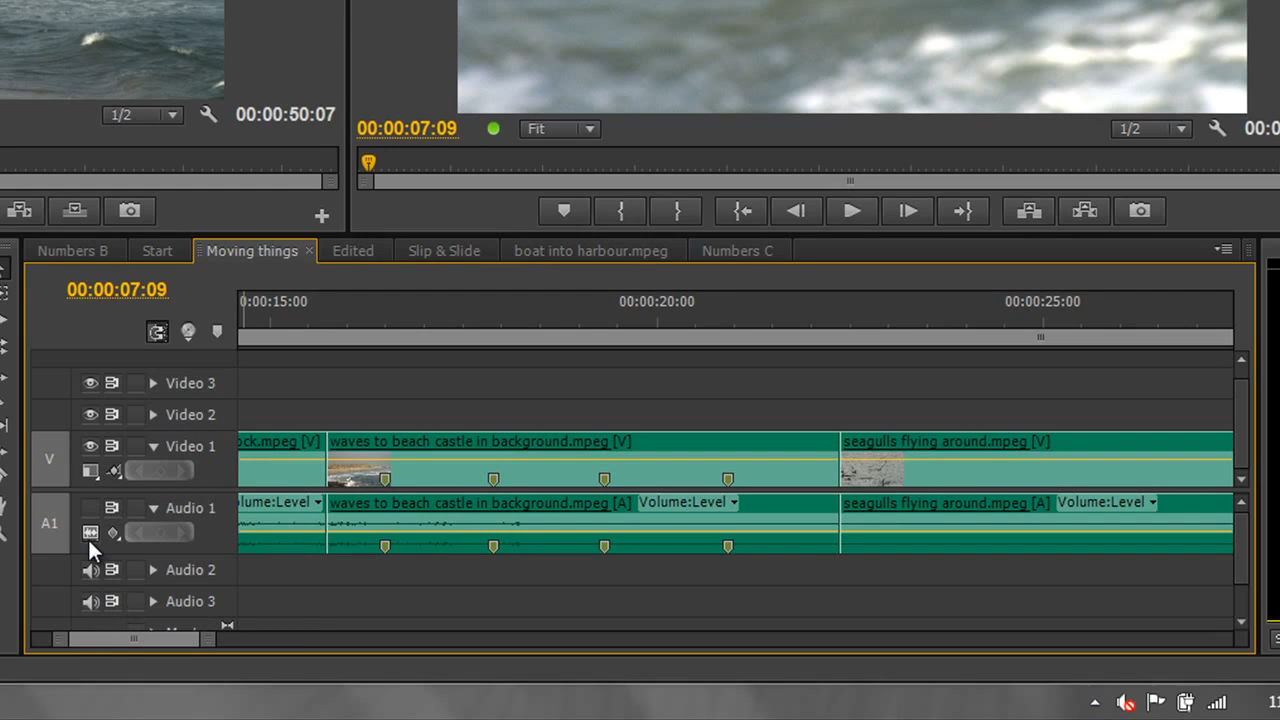 1/2
00:00:50:07
00:00:07:09
Fit
1/2
Numbers B
Start
Moving things
Edited
Slip & Slide
boat into harbour.mpeg
Numbers C
00:00:07:09
0:00:15:00
00:00:20:00
00:00:25:00
Video 3
Video 2
V
Video 1
ock.mpeg [V]
waves to beach castle in background.mpeg [V]
seagulls flying around.mpeg [V]
A1
Audio 1
lume:Level
waves to beach castle in background.mpeg [A]
Volume:Level
seagulls flying around.mpeg [A]
Volume:Level
Audio 2
Audio 3